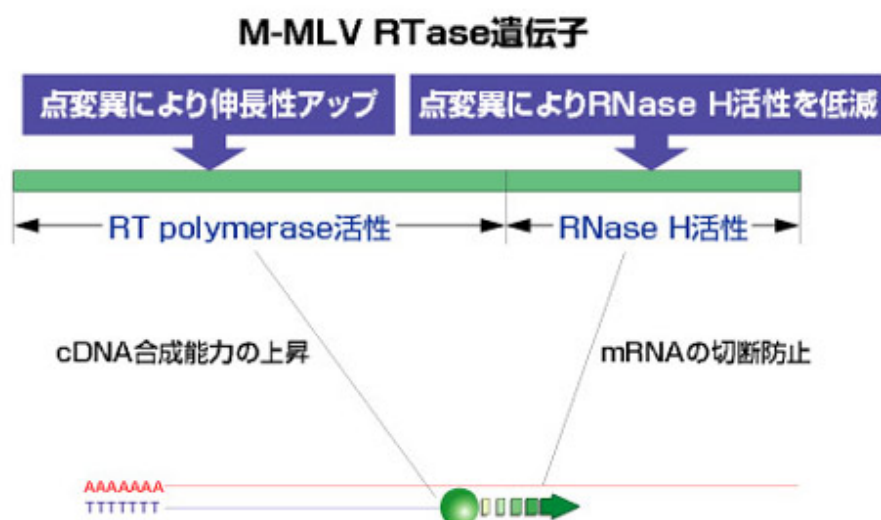 M-MLV RTase遺伝子
点変異により伸長性アップ
点変異によりRNase H活性を低減
RT polymerase活性
RNase H活性
cDNA合成能力の上昇
mRNAの切断防止
AAAAAAA
TTTTTTT